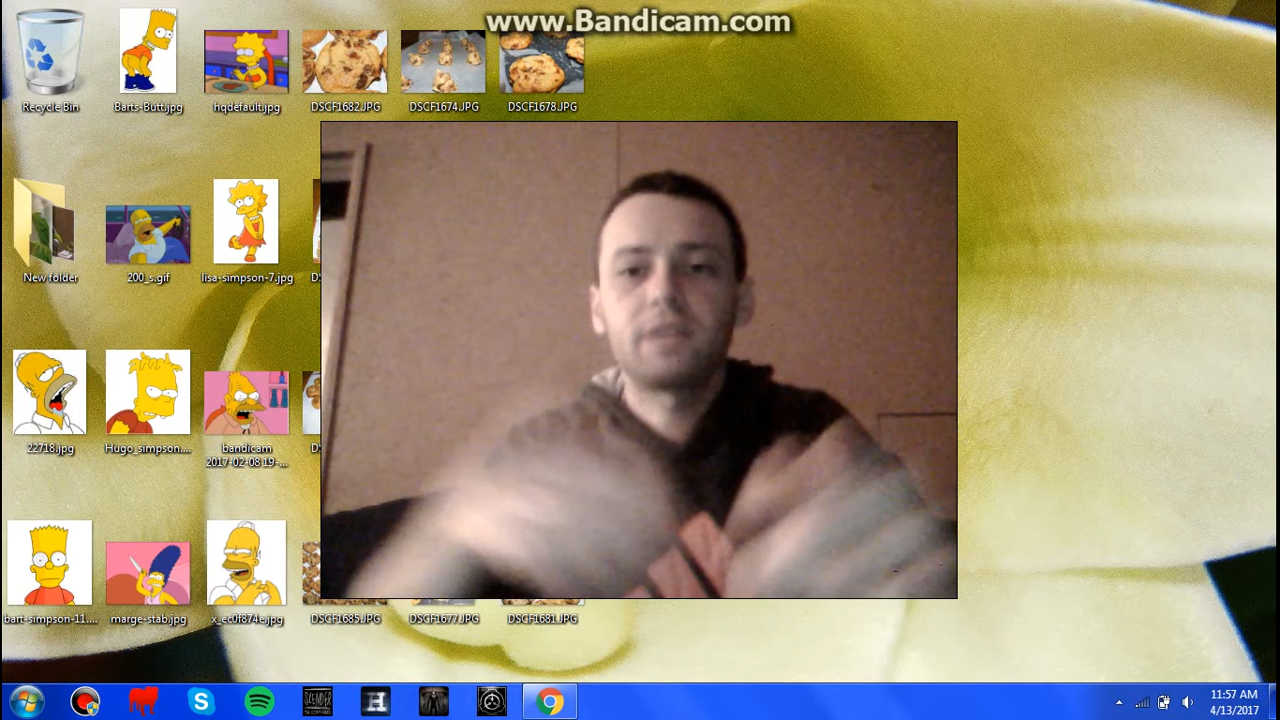 www.Bandicam.com
Recycle Bin
Barts-Butt.jpg
hqdefault.jpg
DSCF1682.JPG
DSCF1674.JPG
DSCF1678.JPG
New folder
200_s.gif
lisa-simpson-7.jpg
22718.jpg
Hugo_simpson....
bandicam
2017-02-08 19-...
bart-simpson-11....
marge-stab.jpg
x_ec0f874e.jpg
DSCF1685.JPG
DSCF1677.JPG
DSCF1681.JPG
SLENDER
H
S
11:57 AM
4/13/2017